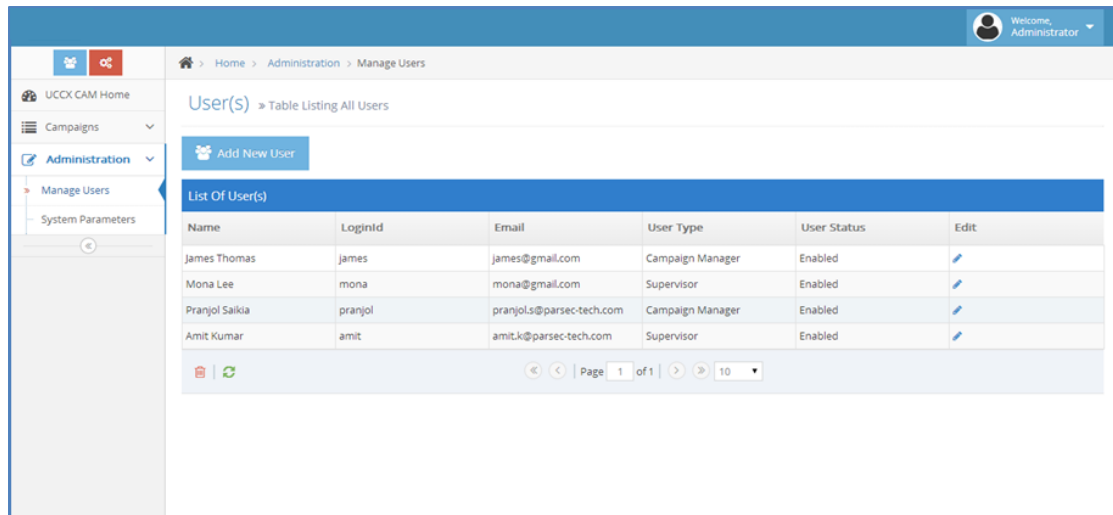 Welcome,
Administrator
> Home > Administration > Manage Users
UCCX CAM Home
Campaigns
Administration
Manage Users
System Parameters
User(s) » Table Listing All Users
Add New User
List Of User(s)
Name LoginId Email User Type User Status Edit
James Thomas james james@gmail.com Campaign Manager Enabled
Mona Lee mona mona@gmail.com Supervisor Enabled
Pranjol Saikia pranjol pranjol.s@parsec-tech.com Campaign Manager Enabled
Amit Kumar amit amit.k@parsec-tech.com Supervisor Enabled
Page 1 of 1 10